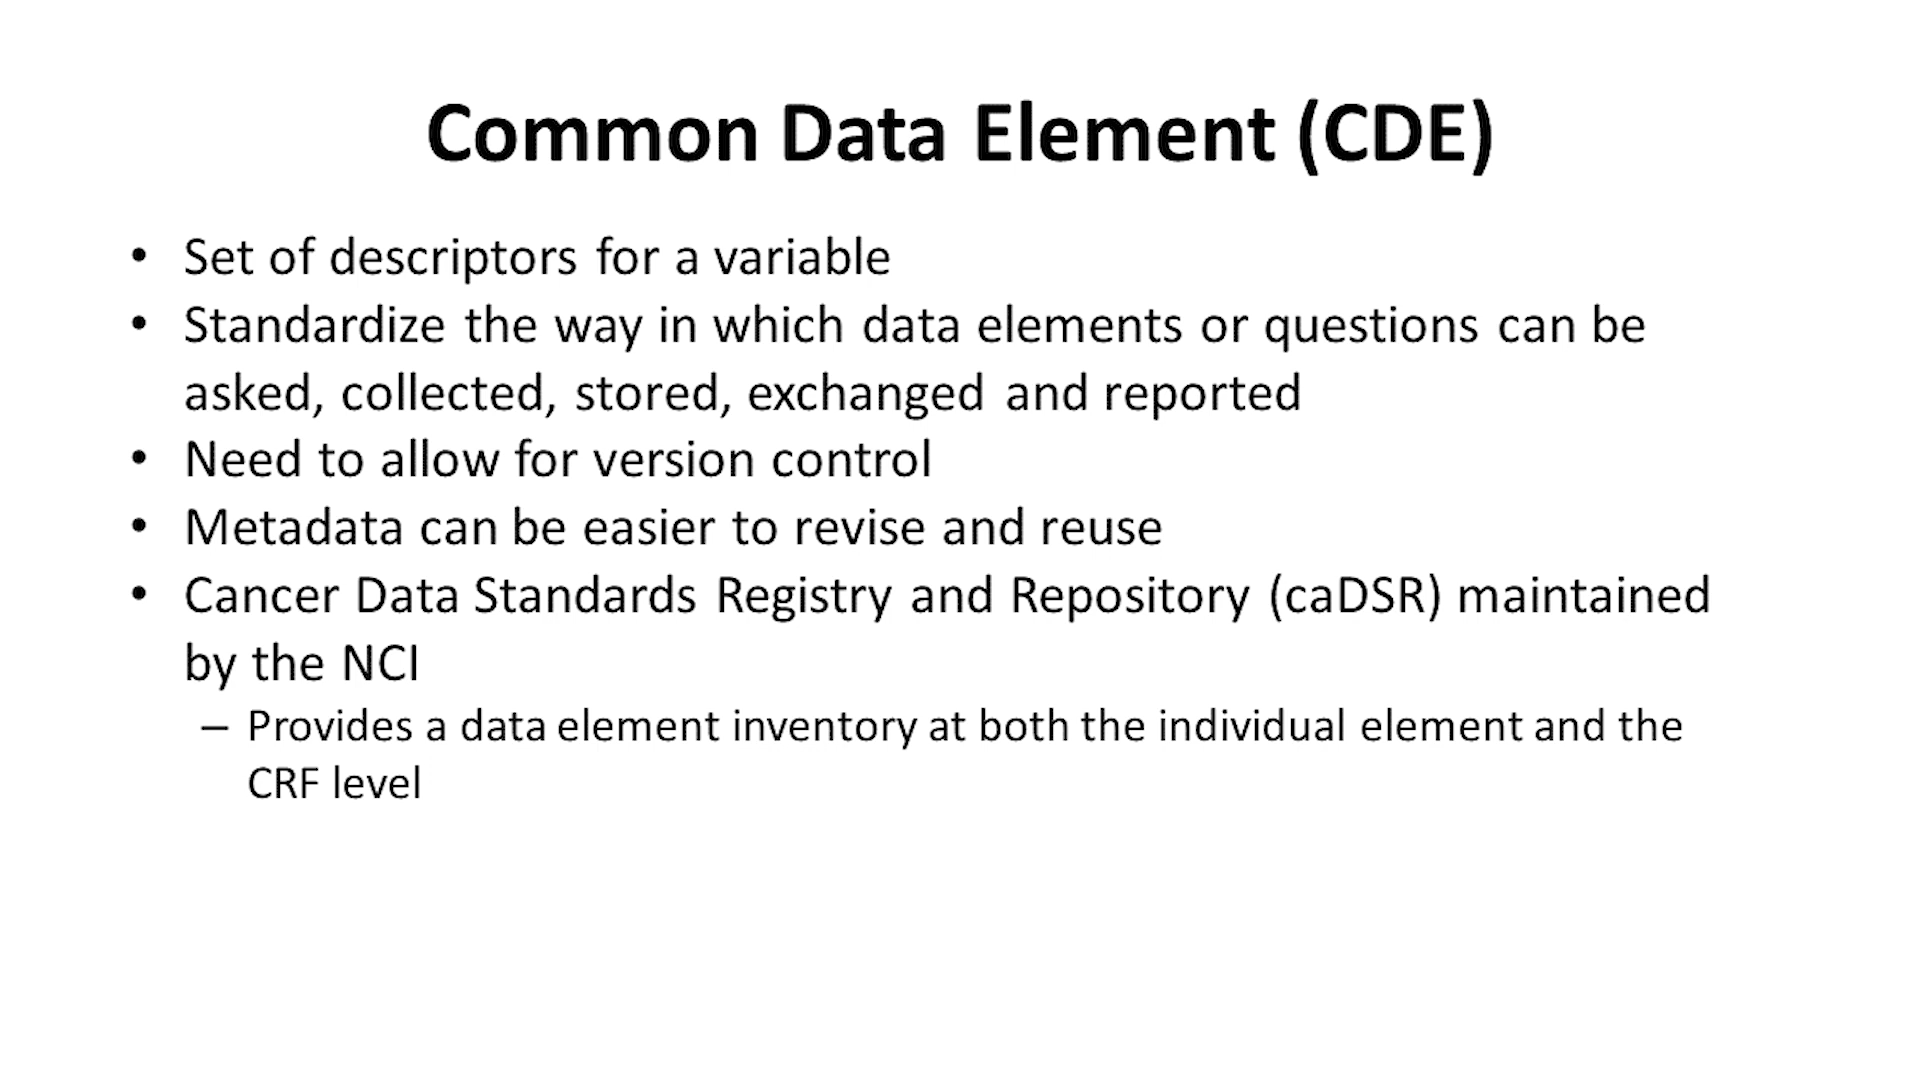 Common Data Element (CDE)
• Set of descriptors for a variable
• Standardize the way in which data elements or questions can be
asked, collected, stored, exchanged and reported
• Need to allow for version control
• Metadata can be easier to revise and reuse
• Cancer Data Standards Registry and Repository (caDSR) maintained
by the NCI
– Provides a data element inventory at both the individual element and the
CRF level